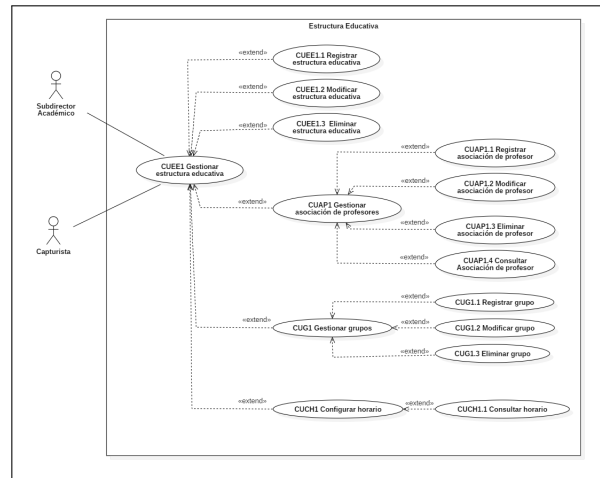 Estructura Educativa
«extend»
CUEE1.1 Registrar
estructura educativa
«extend»
CUEE1.2 Modificar
estructura educativa
Subdirector
Académico
«extend»
CUEE1.3 Eliminar
estructura educativa
«extend»
CUAP1.1 Registrar
asociación de profesor
CUEE1 Gestionar
estructura educativa
«extend»
CUAP1.2 Modificar
asociación de profesor
«extend»
CUAP1 Gestionar
asociación de profesores
«extend»
CUAP1.3 Eliminar
asociación de profesor
Capturista
«extend»
CUAP1.4 Consultar
Asociación de profesor
«extend»
CUG1.1 Registrar grupo
«extend»
CUG1 Gestionar grupos
«extend»
CUG1.2 Modificar grupo
«extend»
CUG1.3 Eliminar grupo
«extend»
CUCH1 Configurar horario
«extend»
CUCH1.1 Consultar horario